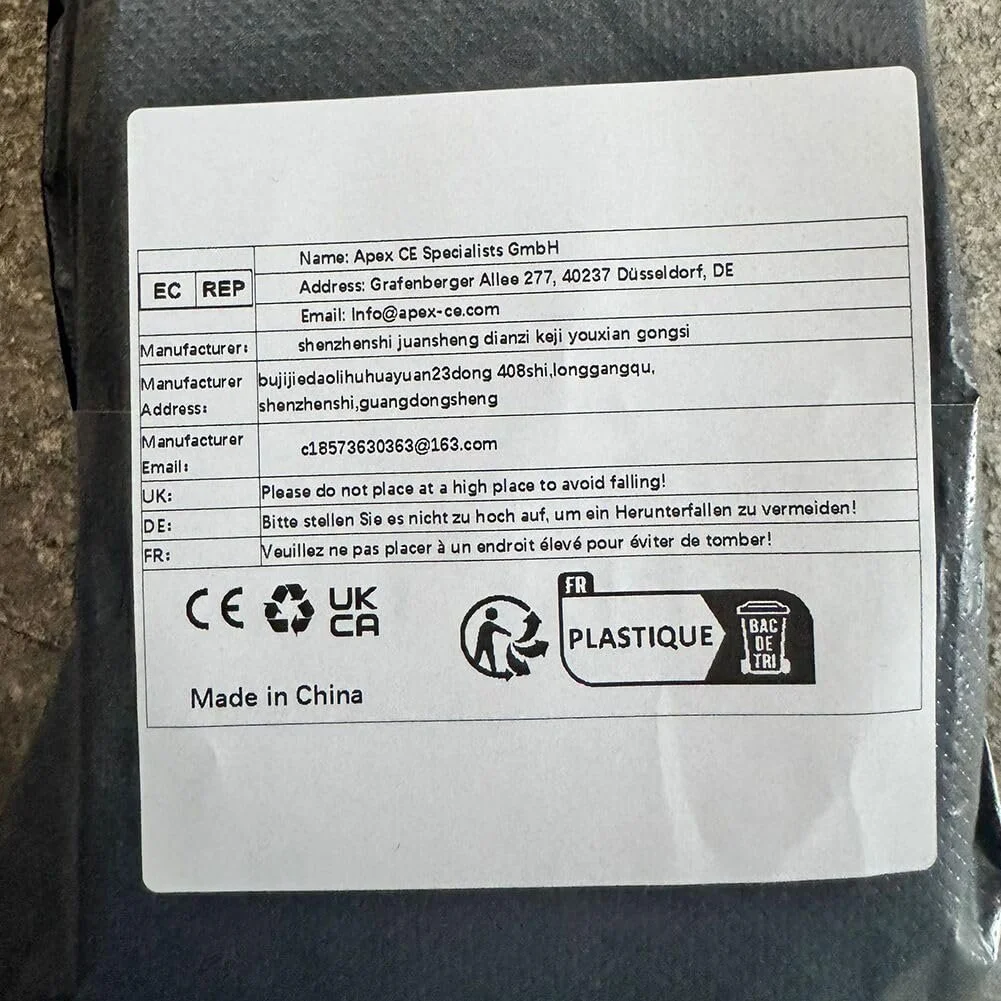 Name: Apex CE Specialists GmbH
EC REP
Address: Grafenberger Allee 277, 40237 Düsseldorf, DE
Email: Info@apex-ce.com
Manufacturer: shenzhenshi juansheng dianzi keji youxian gongsi
Manufacturer Address: bujijiedaolihuhuayuan23dong 408shi,longgangqu,
shenzhenshi,guangdongsheng
Manufacturer Email: c18573630363@163.com
UK: Please do not place at a high place to avoid falling!
DE: Bitte stellen Sie es nicht zu hoch auf, um ein Herunterfallen zu vermeiden!
FR: Veuillez ne pas placer à un endroit élevé pour éviter de tomber!
CE
UK
CA
FR
PLASTIQUE
BAC
DE
TRI
Made in China